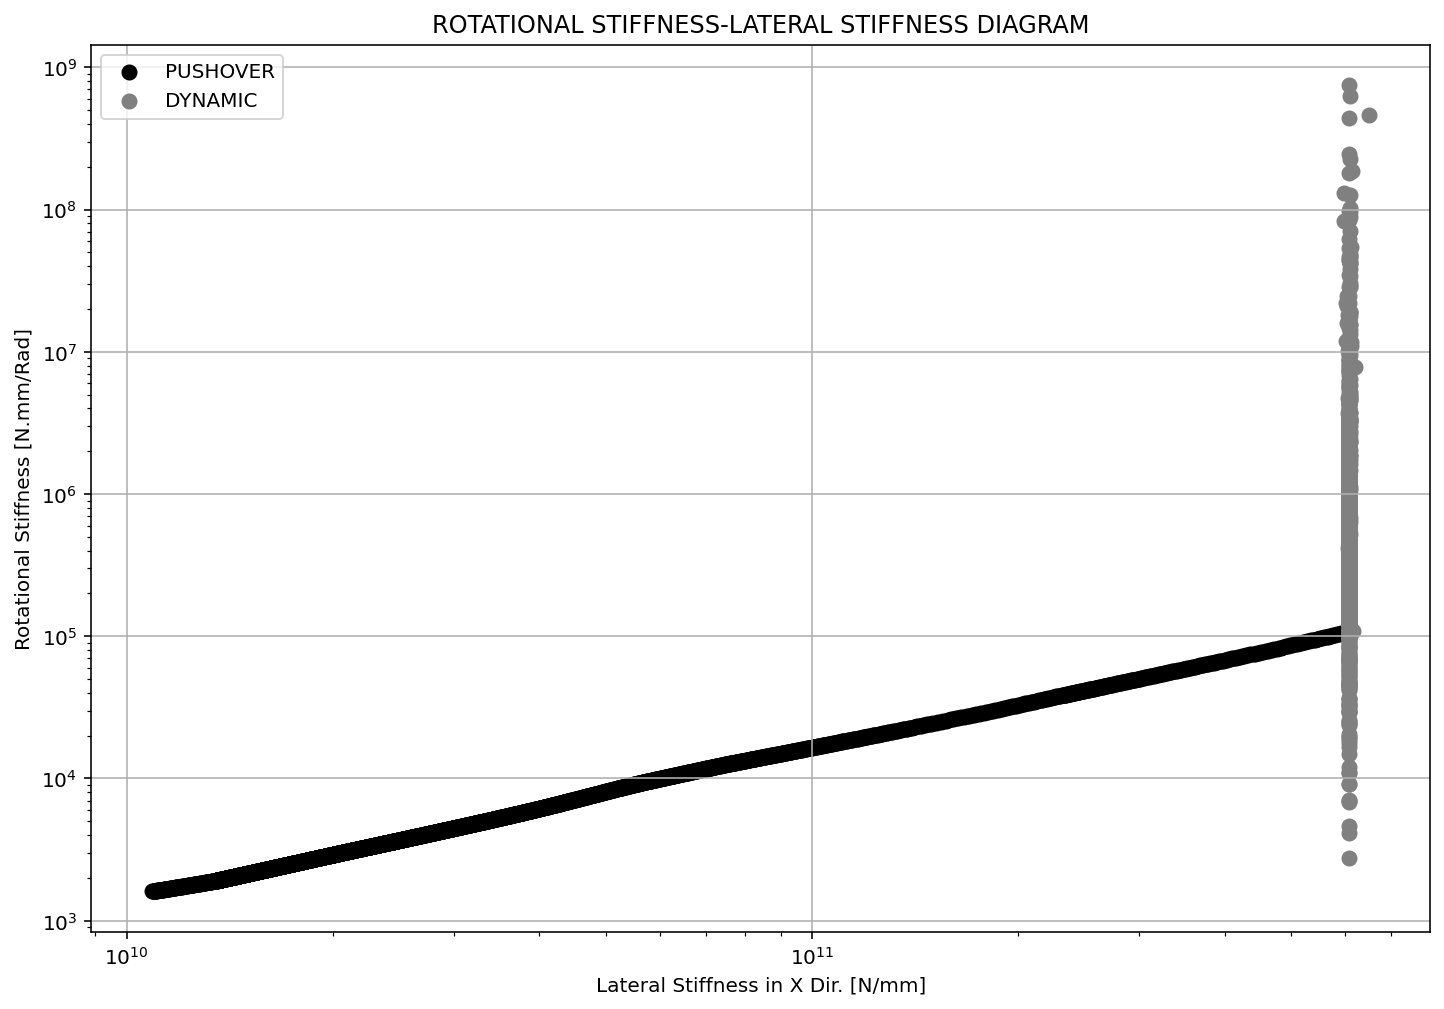 ROTATIONAL STIFFNESS-LATERAL STIFFNESS DIAGRAM
PUSHOVER
DYNAMIC
Rotational Stiffness [N.mm/Rad]
10⁹
10⁸
10⁷
10⁶
10⁵
10⁴
10³
10¹⁰
10¹¹
Lateral Stiffness in X Dir. [N/mm]